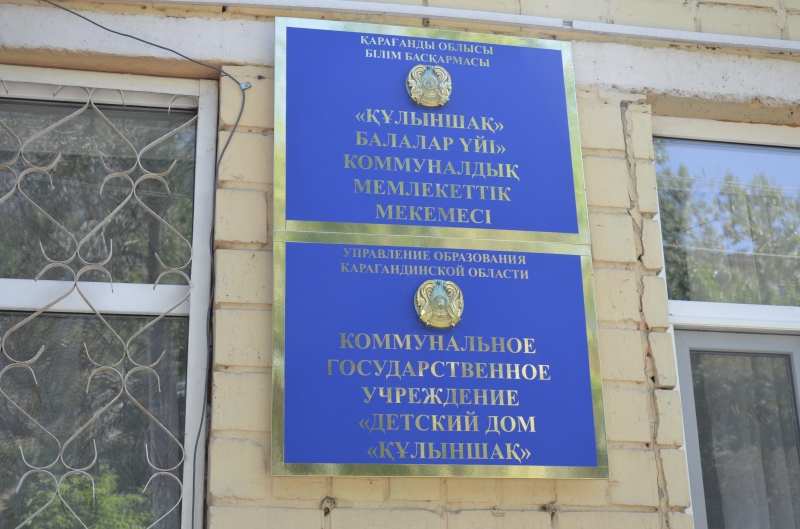 ҚАРАҒАНДЫ ОБЛЫСЫ
БІЛІМ БАСҚАРМАСЫ
«ҚҰЛЫНШАҚ»
БАЛАЛАР ҮЙІ»
КОММУНАЛДЫҚ
МЕМЛЕКЕТТІК
МЕКЕМЕСІ
УПРАВЛЕНИЕ ОБРАЗОВАНИЯ
КАРАГАНДИНСКОЙ ОБЛАСТИ
КОММУНАЛЬНОЕ
ГОСУДАРСТВЕННОЕ
УЧРЕЖДЕНИЕ
«ДЕТСКИЙ ДОМ
«ҚҰЛЫНШАҚ»